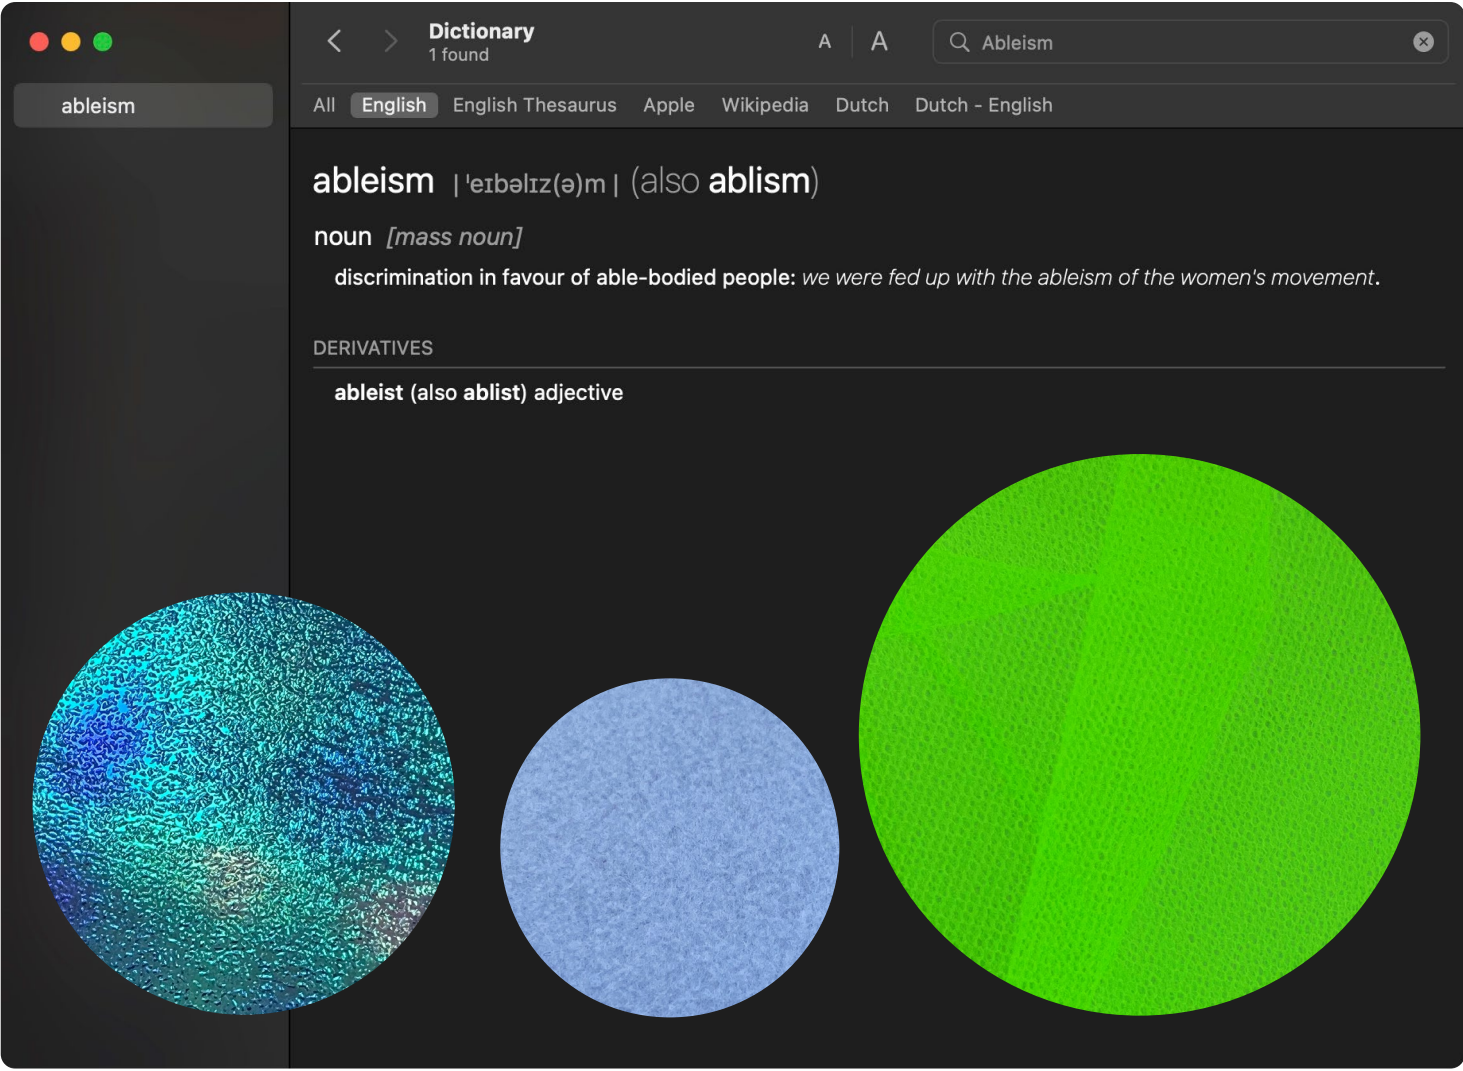 Dictionary
1 found
A A
Ableism
ableism
All English English Thesaurus Apple Wikipedia Dutch Dutch - English
ableism | ˈeɪbəlɪz(ə)m | (also ablism)
noun [mass noun]
discrimination in favour of able-bodied people: we were fed up with the ableism of the women's movement.
DERIVATIVES
ableist (also ablist) adjective